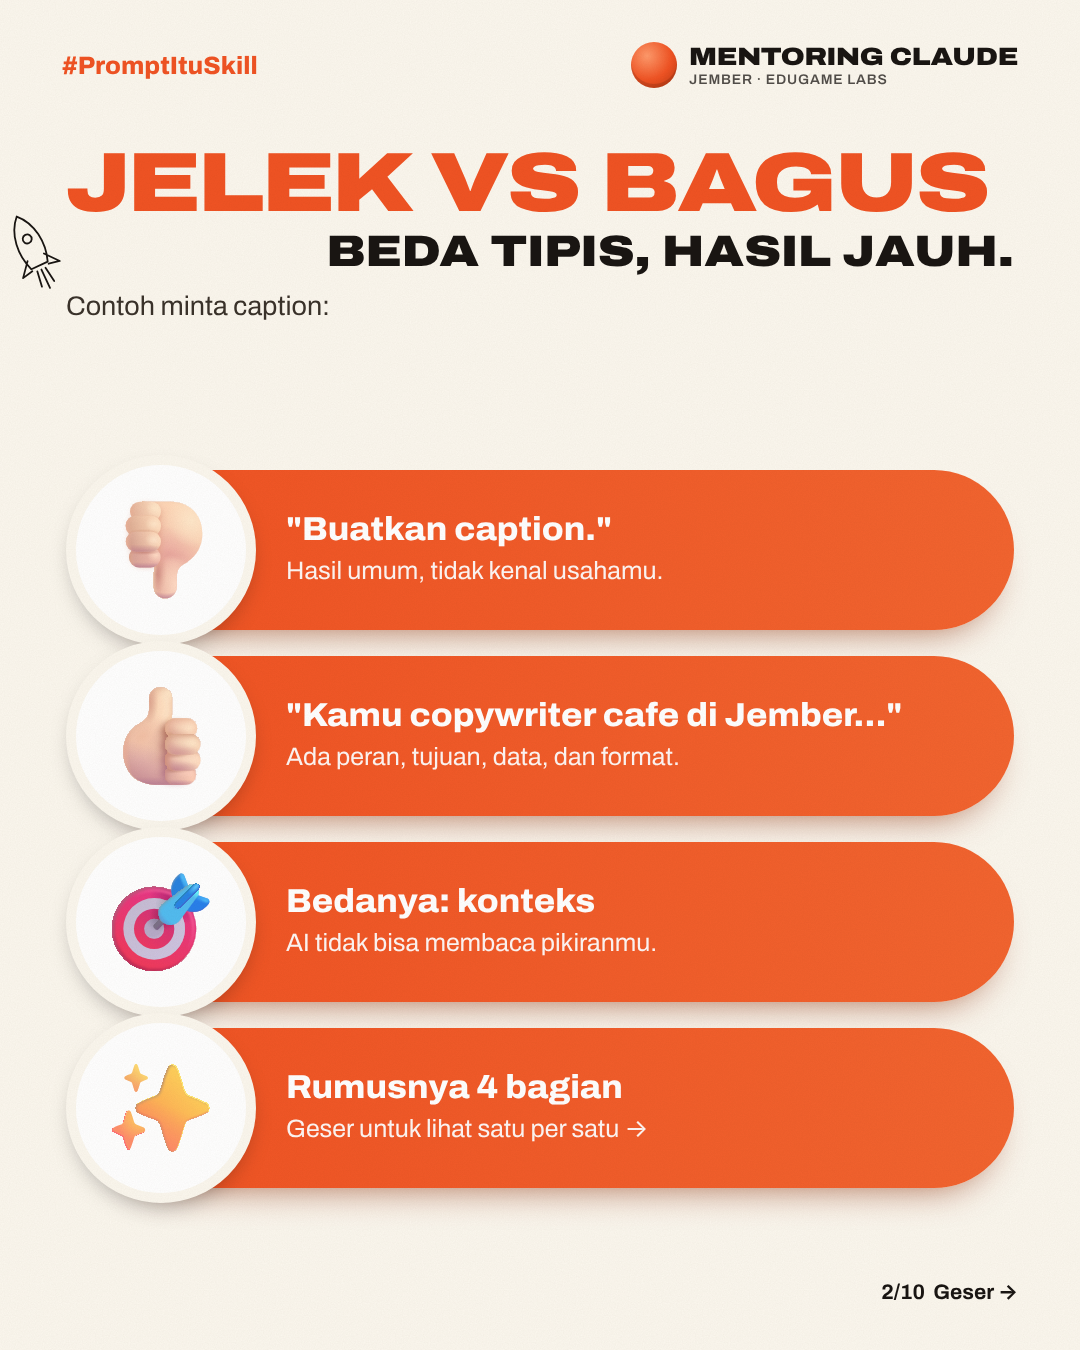 #PromptItuSkill
MENTORING CLAUDE
JEMBER · EDUGAME LABS
JELEK VS BAGUS
BEDA TIPIS, HASIL JAUH.
Contoh minta caption:
"Buatkan caption."
Hasil umum, tidak kenal usahamu.
"Kamu copywriter cafe di Jember..."
Ada peran, tujuan, data, dan format.
Bedanya: konteks
AI tidak bisa membaca pikiranmu.
Rumusnya 4 bagian
Geser untuk lihat satu per satu →
2/10 Geser →